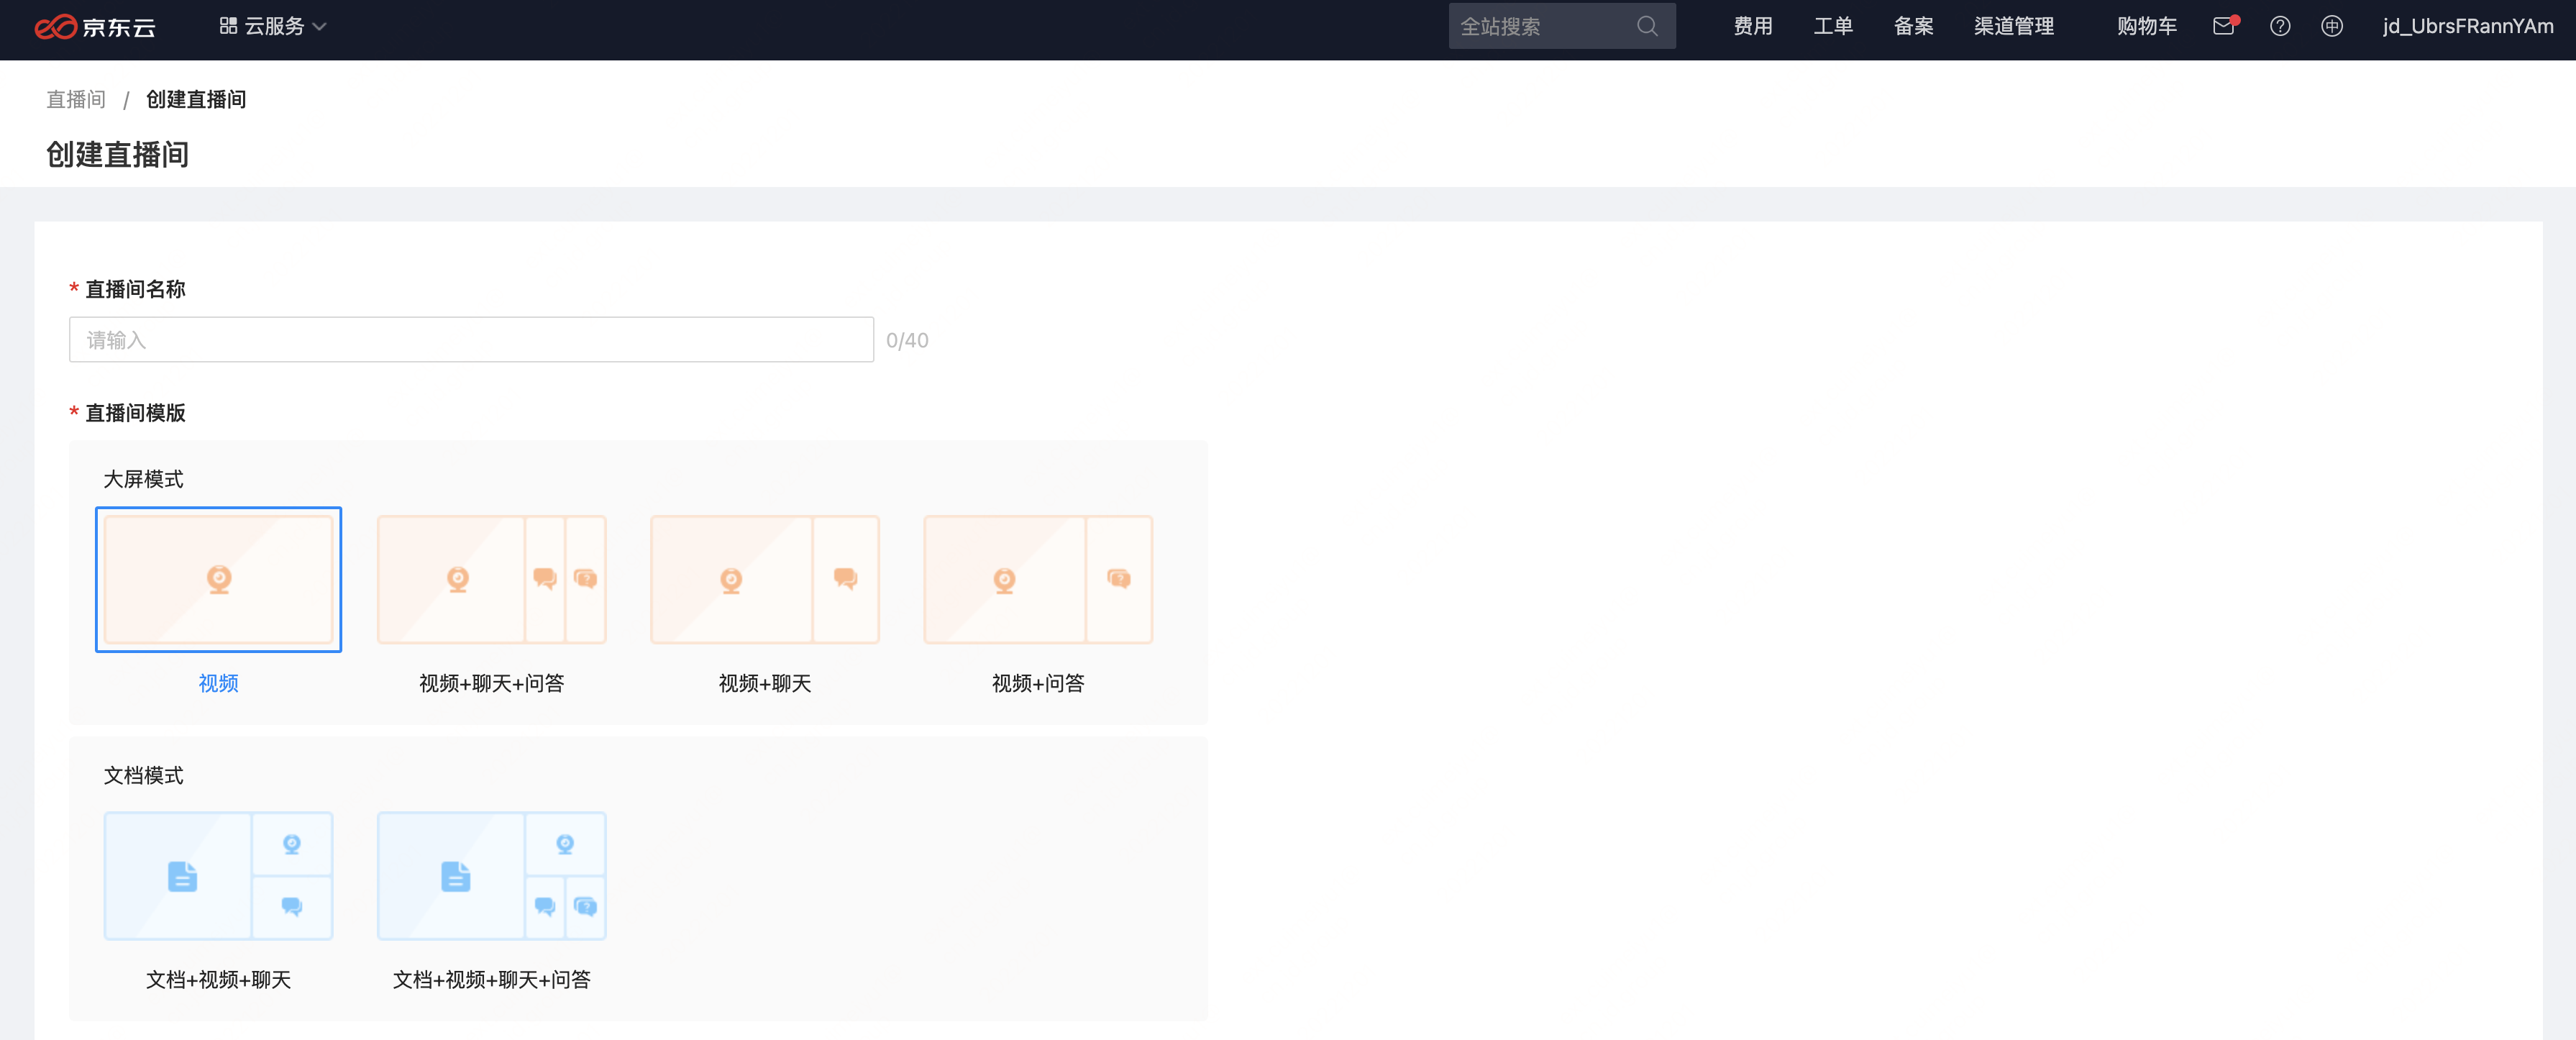 京东云 云服务 全站搜索 费用 工单 备案 渠道管理 购物车 中 jd_UbrsFRannYAm
直播间 / 创建直播间
创建直播间
* 直播间名称
请输入 0/40
* 直播间模版
大屏模式
视频 视频+聊天+问答 视频+聊天 视频+问答
文档模式
文档+视频+聊天 文档+视频+聊天+问答